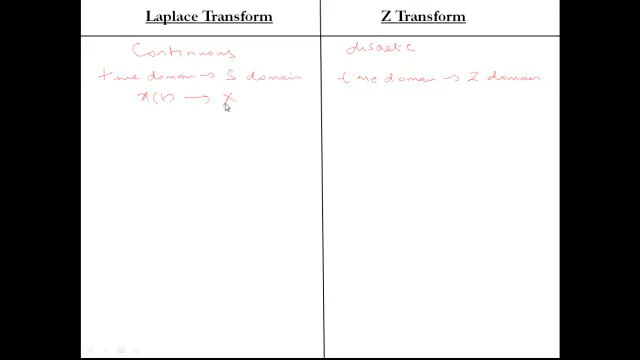 Laplace Transform
Continuous
time domain → S domain
x(t) → X
Z Transform
discrete
time domain → Z domain